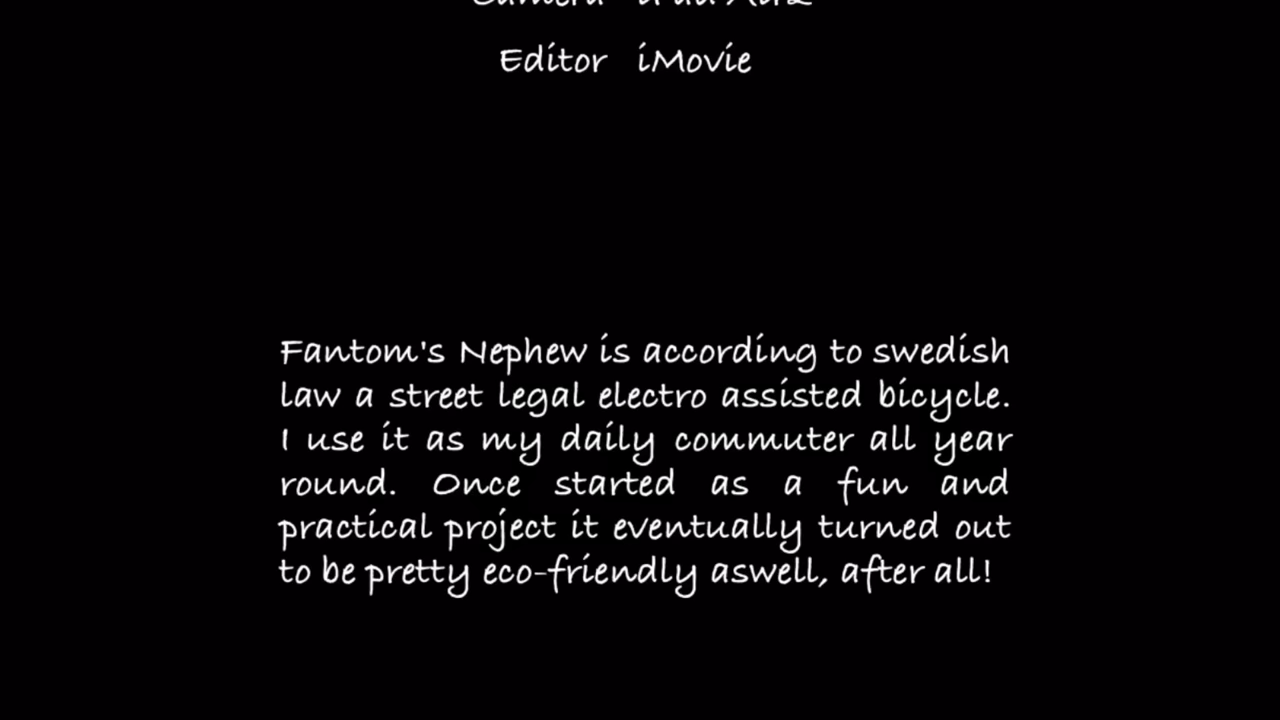 Editor iMovie
Fantom's Nephew is according to swedish
law a street legal electro assisted bicycle.
I use it as my daily commuter all year
round. Once started as a fun and
practical project it eventually turned out
to be pretty eco-friendly aswell, after all!